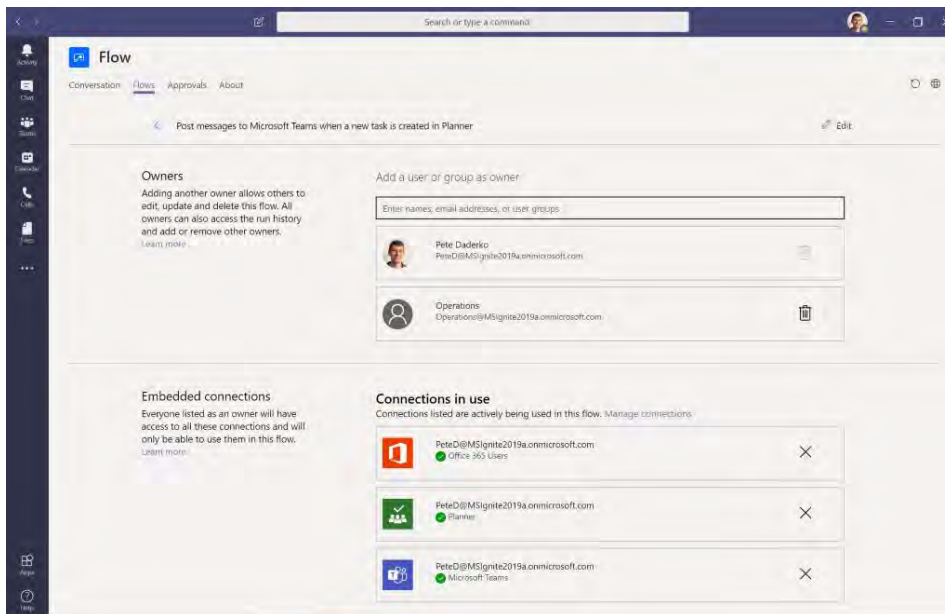 Search or type a command
Activity
Chat
Teams
Calendar
Calls
Files
Apps
Help
Flow
Conversation Flows Approvals About
Post messages to Microsoft Teams when a new task is created in Planner
Edit
Owners
Adding another owner allows others to
edit, update and delete this flow. All
owners can also access the run history
and add or remove other owners.
Learn more
Add a user or group as owner
Enter names, email addresses, or user groups
Pete Daderko
PeteD@MSIgnite2019a.onmicrosoft.com
Operations
Operations@MSIgnite2019a.onmicrosoft.com
Embedded connections
Everyone listed as an owner will have
access to all these connections and will
only be able to use them in this flow.
Learn more
Connections in use
Connections listed are actively being used in this flow. Manage connections
PeteD@MSIgnite2019a.onmicrosoft.com
Office 365 Users
PeteD@MSIgnite2019a.onmicrosoft.com
Planner
PeteD@MSIgnite2019a.onmicrosoft.com
Microsoft Teams